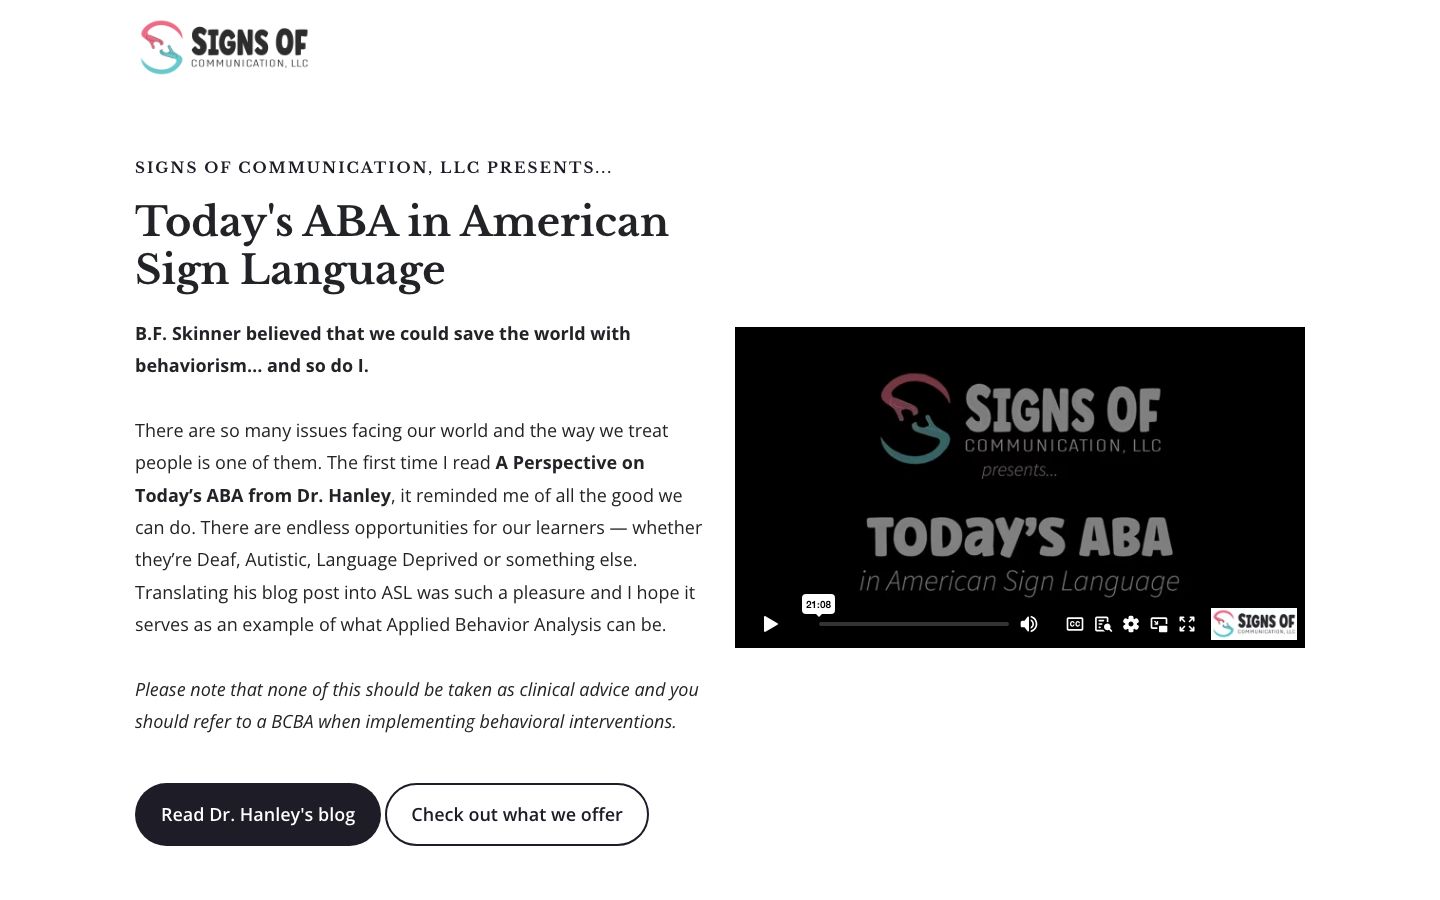 SIGNS OF
COMMUNICATION, LLC
SIGNS OF COMMUNICATION, LLC PRESENTS...
Today's ABA in American
Sign Language
B.F. Skinner believed that we could save the world with
behaviorism... and so do I.
There are so many issues facing our world and the way we treat
people is one of them. The first time I read A Perspective on
Today’s ABA from Dr. Hanley, it reminded me of all the good we
can do. There are endless opportunities for our learners — whether
they’re Deaf, Autistic, Language Deprived or something else.
Translating his blog post into ASL was such a pleasure and I hope it
serves as an example of what Applied Behavior Analysis can be.
Please note that none of this should be taken as clinical advice and you
should refer to a BCBA when implementing behavioral interventions.
Read Dr. Hanley's blog
Check out what we offer
SIGNS OF
COMMUNICATION, LLC
presents...
TODAY’S ABA
in American Sign Language
21:08
CC
SIGNS OF
COMMUNICATION, LLC